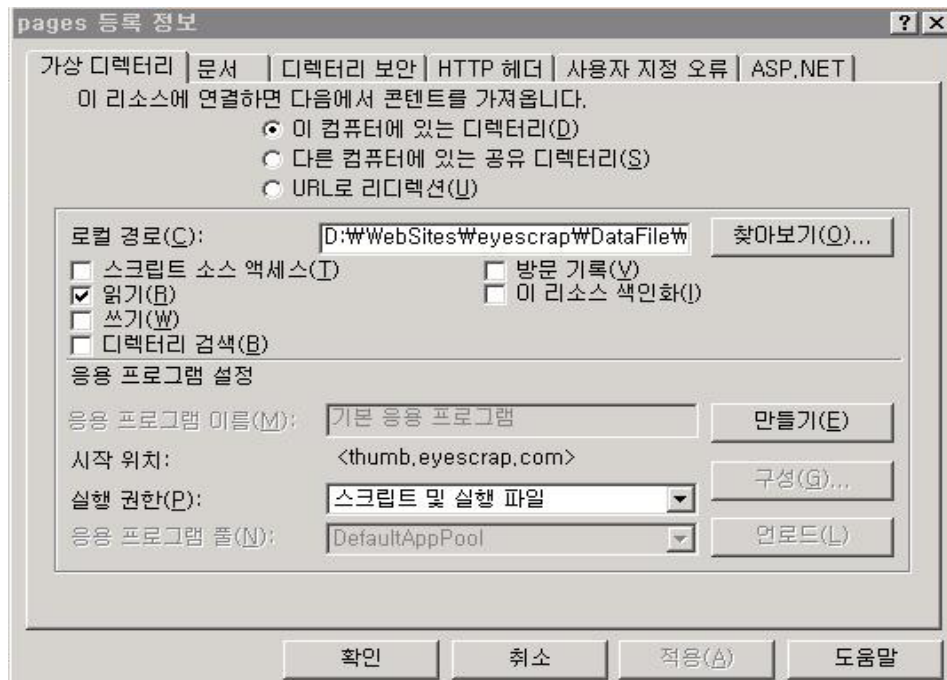 pages 등록 정보
가상 디렉터리 문서 디렉터리 보안 HTTP 헤더 사용자 지정 오류 ASP.NET
이 리소스에 연결하면 다음에서 콘텐트를 가져옵니다.
이 컴퓨터에 있는 디렉터리(D)
다른 컴퓨터에 있는 공유 디렉터리(S)
URL로 리디렉션(U)
로컬 경로(C): D:₩WebSites₩eyescrap₩DataFile₩ 찾아보기(O)...
스크립트 소스 액세스(T) 방문 기록(V)
읽기(R) 이 리소스 색인화(I)
쓰기(W)
디렉터리 검색(B)
응용 프로그램 설정
응용 프로그램 이름(M): 기본 응용 프로그램 만들기(E)
시작 위치: <thumb.eyescrap.com>
구성(G)...
실행 권한(P): 스크립트 및 실행 파일
응용 프로그램 풀(N): DefaultAppPool 언로드(L)
확인 취소 적용(A) 도움말